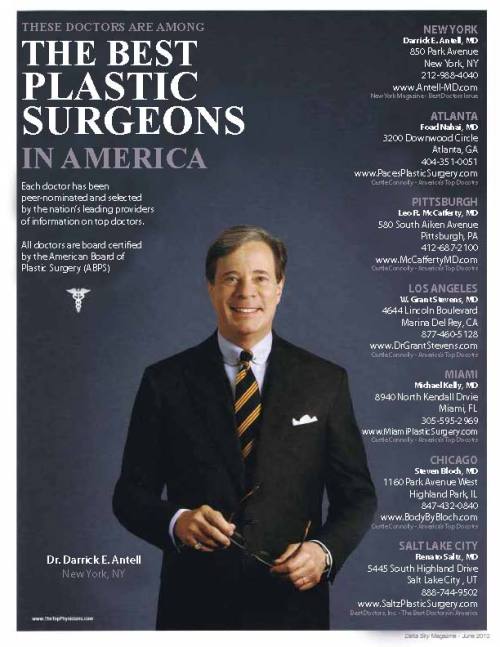 THESE DOCTORS ARE AMONG
THE BEST
PLASTIC
SURGEONS
IN AMERICA
Each doctor has been
peer-nominated and selected
by the nation's leading providers
of information on top doctors.
All doctors are board certified
by the American Board of
Plastic Surgery (ABPS)
NEW YORK
Darrick E. Antell, MD
850 Park Avenue
New York, NY
212-988-4040
www.Antell-MD.com
New York Magazine - Best Doctors Issue
ATLANTA
Foad Nahai, MD
3200 Downwood Circle
Atlanta, GA
404-351-0051
www.PacesPlasticSurgery.com
Castle Connolly - America's Top Doctors
PITTSBURGH
Leo R. McCafferty, MD
580 South Aiken Avenue
Pittsburgh, PA
412-687-2100
www.McCaffertyMD.com
Castle Connolly - America's Top Doctors
LOS ANGELES
W. Grant Stevens, MD
4644 Lincoln Boulevard
Marina Del Rey, CA
877-460-5128
www.DrGrantStevens.com
Castle Connolly - America's Top Doctors
MIAMI
Michael Kelly, MD
8940 North Kendall Drvie
Miami, FL
305-595-2969
www.MiamiPlasticSurgery.com
Castle Connolly - America's Top Doctors
CHICAGO
Steven Bloch, MD
1160 Park Avenue West
Highland Park, IL
847-432-0840
www.BodyByBloch.com
Castle Connolly - America's Top Doctors
SALT LAKE CITY
Renato Saltz, MD
5445 South Highland Drive
Salt Lake City , UT
888-744-9502
www.SaltzPlasticSurgery.com
Best Doctors, Inc. - The Best Doctors in America
Dr. Darrick E. Antell
New York, NY
www.TheTopPhysicians.com
Delta Sky Magazine - June 2012